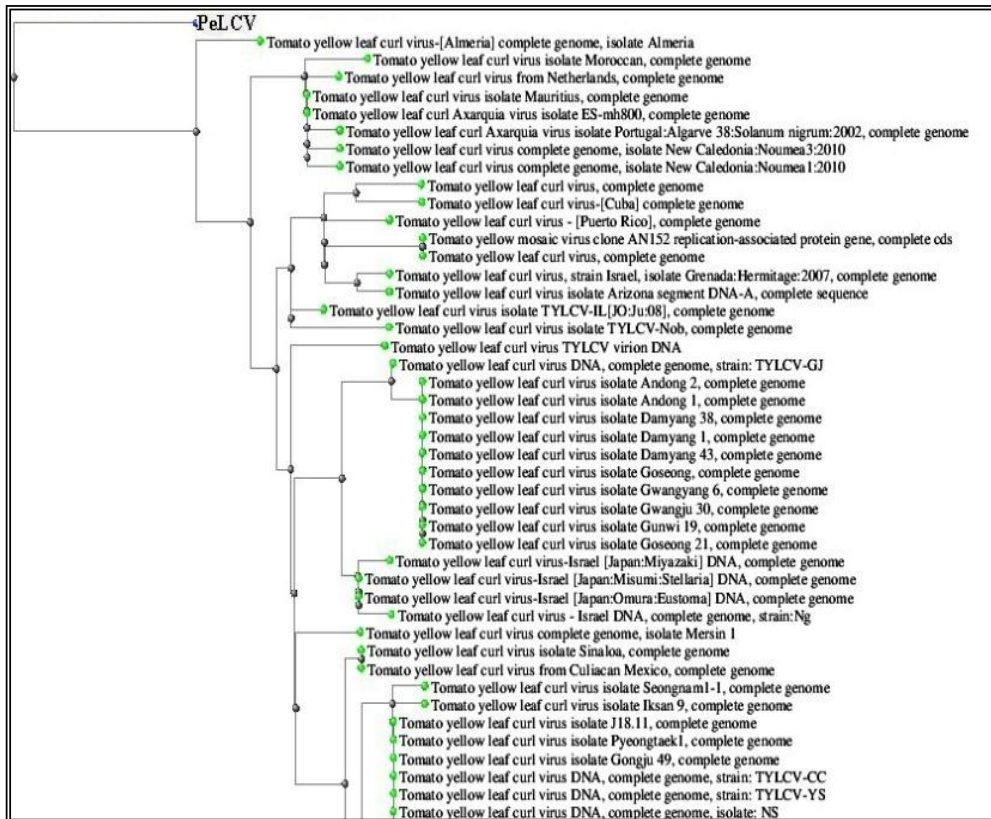 PeLCV
Tomato yellow leaf curl virus-[Almeria] complete genome, isolate Almeria
Tomato yellow leaf curl virus isolate Moroccan, complete genome
Tomato yellow leaf curl virus from Netherlands, complete genome
Tomato yellow leaf curl virus isolate Mauritius, complete genome
Tomato yellow leaf curl Axarquia virus isolate ES-mh800, complete genome
Tomato yellow leaf curl Axarquia virus isolate Portugal:Algarve 38:Solanum nigrum:2002, complete genome
Tomato yellow leaf curl virus complete genome, isolate New Caledonia:Noumea3:2010
Tomato yellow leaf curl virus complete genome, isolate New Caledonia:Noumea1:2010
Tomato yellow leaf curl virus, complete genome
Tomato yellow leaf curl virus-[Cuba] complete genome
Tomato yellow leaf curl virus - [Puerto Rico], complete genome
Tomato yellow mosaic virus clone AN152 replication-associated protein gene, complete cds
Tomato yellow leaf curl virus, complete genome
Tomato yellow leaf curl virus, strain Israel, isolate Grenada:Hermitage:2007, complete genome
Tomato yellow leaf curl virus isolate Arizona segment DNA-A, complete sequence
Tomato yellow leaf curl virus isolate TYLCV-IL[JO:Ju:08], complete genome
Tomato yellow leaf curl virus isolate TYLCV-Nob, complete genome
Tomato yellow leaf curl virus TYLCV virion DNA
Tomato yellow leaf curl virus DNA, complete genome, strain: TYLCV-GJ
Tomato yellow leaf curl virus isolate Andong 2, complete genome
Tomato yellow leaf curl virus isolate Andong 1, complete genome
Tomato yellow leaf curl virus isolate Damyang 38, complete genome
Tomato yellow leaf curl virus isolate Damyang 1, complete genome
Tomato yellow leaf curl virus isolate Damyang 43, complete genome
Tomato yellow leaf curl virus isolate Goseong, complete genome
Tomato yellow leaf curl virus isolate Gwangyang 6, complete genome
Tomato yellow leaf curl virus isolate Gwangju 30, complete genome
Tomato yellow leaf curl virus isolate Gunwi 19, complete genome
Tomato yellow leaf curl virus isolate Goseong 21, complete genome
Tomato yellow leaf curl virus-Israel [Japan:Miyazaki] DNA, complete genome
Tomato yellow leaf curl virus-Israel [Japan:Misumi:Stellaria] DNA, complete genome
Tomato yellow leaf curl virus-Israel [Japan:Omura:Eustoma] DNA, complete genome
Tomato yellow leaf curl virus - Israel DNA, complete genome, strain:Ng
Tomato yellow leaf curl virus complete genome, isolate Mersin 1
Tomato yellow leaf curl virus isolate Sinaloa, complete genome
Tomato yellow leaf curl virus from Culiacan Mexico, complete genome
Tomato yellow leaf curl virus isolate Seongnam1-1, complete genome
Tomato yellow leaf curl virus isolate Iksan 9, complete genome
Tomato yellow leaf curl virus isolate J18.11, complete genome
Tomato yellow leaf curl virus isolate Pyeongtaek1, complete genome
Tomato yellow leaf curl virus isolate Gongju 49, complete genome
Tomato yellow leaf curl virus DNA, complete genome, strain: TYLCV-CC
Tomato yellow leaf curl virus DNA, complete genome, strain: TYLCV-YS
Tomato yellow leaf curl virus DNA, complete genome, isolate: NS